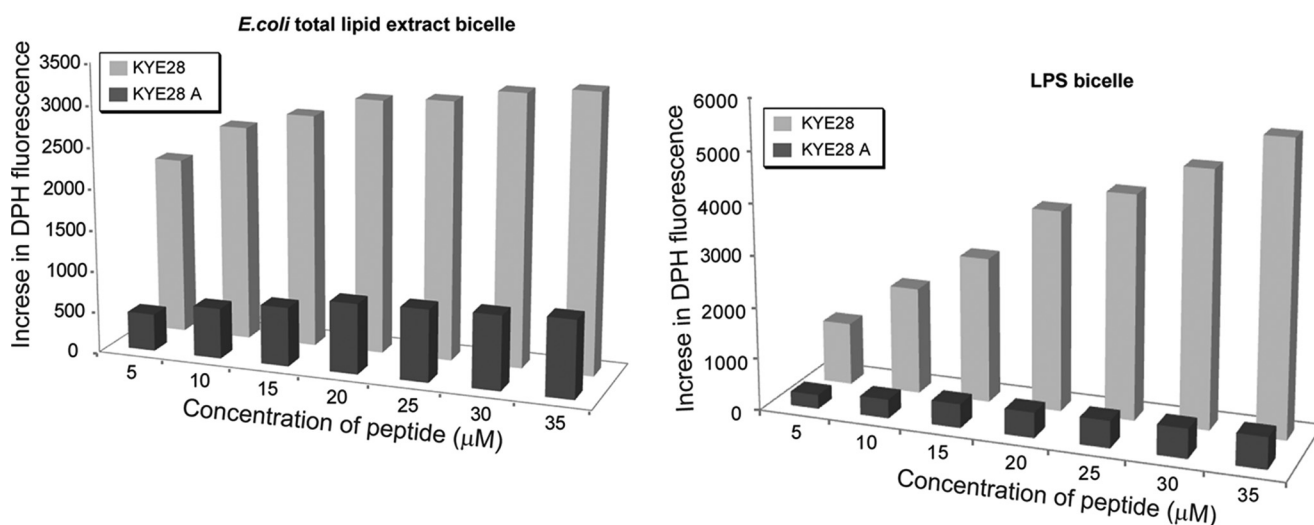 E.coli total lipid extract bicelle
3500
3000
2500
2000
1500
1000
500
0
Increse in DPH fluorescence
KYE28
KYE28 A
5
10
15
20
25
30
35
Concentration of peptide (μM)
LPS bicelle
6000
5000
4000
3000
2000
1000
0
Increse in DPH fluorescence
KYE28
KYE28 A
5
10
15
20
25
30
35
Concentration of peptide (μM)